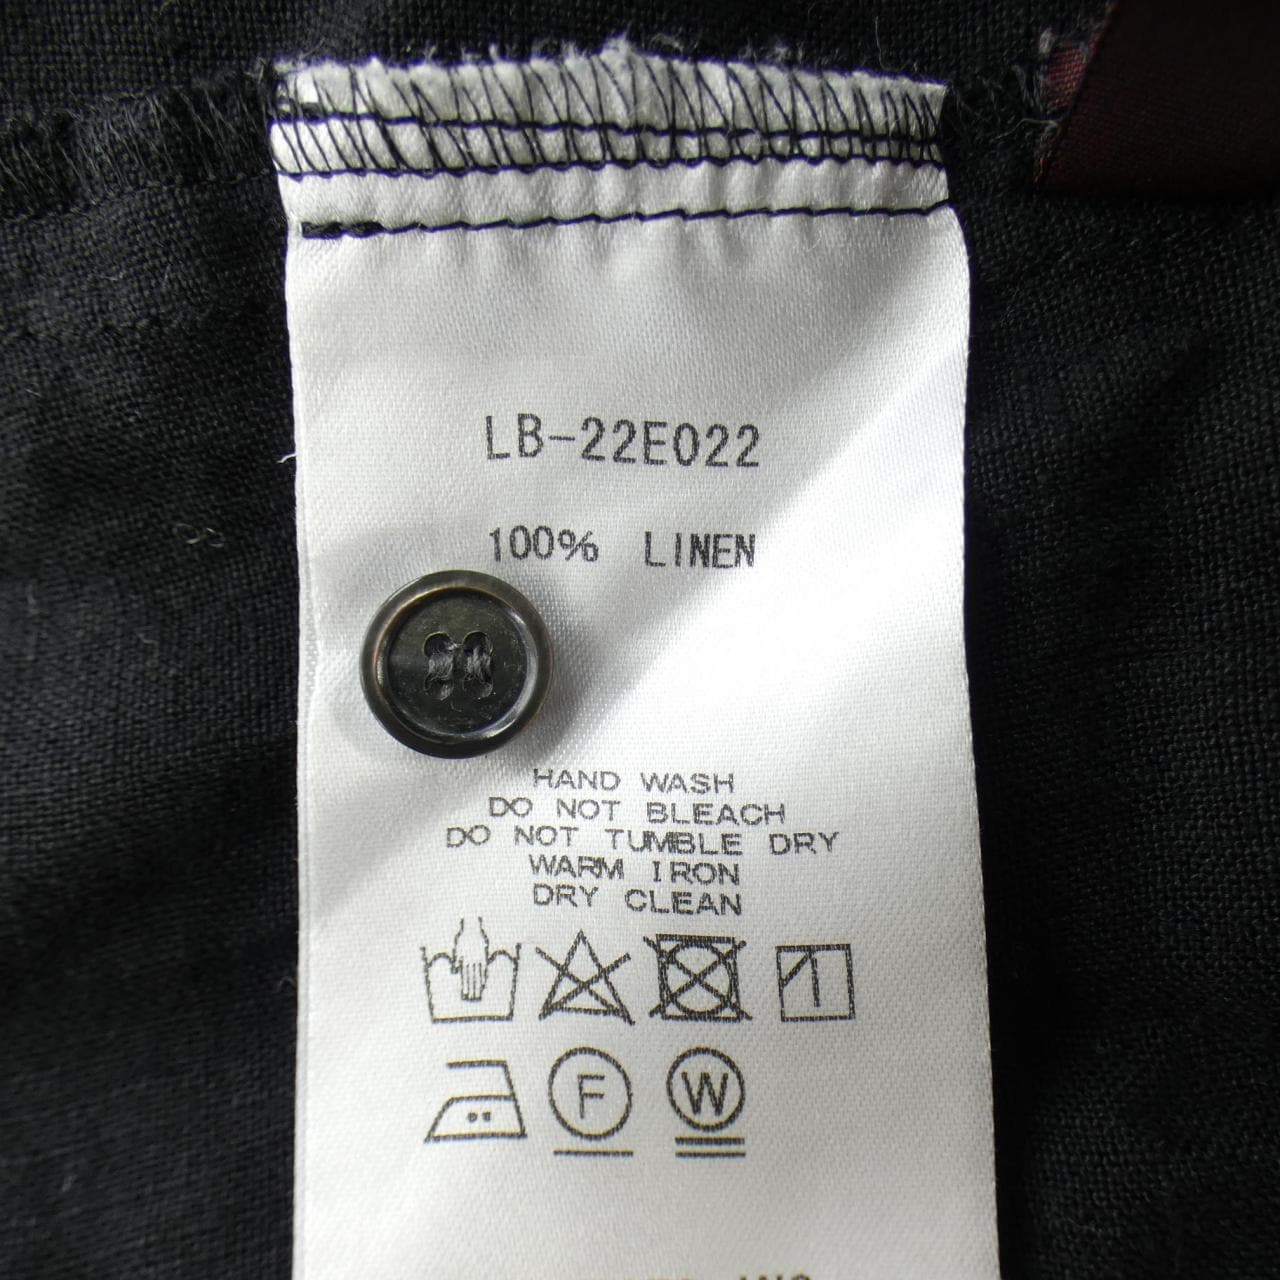 LB-22E022
100% LINEN
HAND WASH
DO NOT BLEACH
DO NOT TUMBLE DRY
WARM IRON
DRY CLEAN
F W